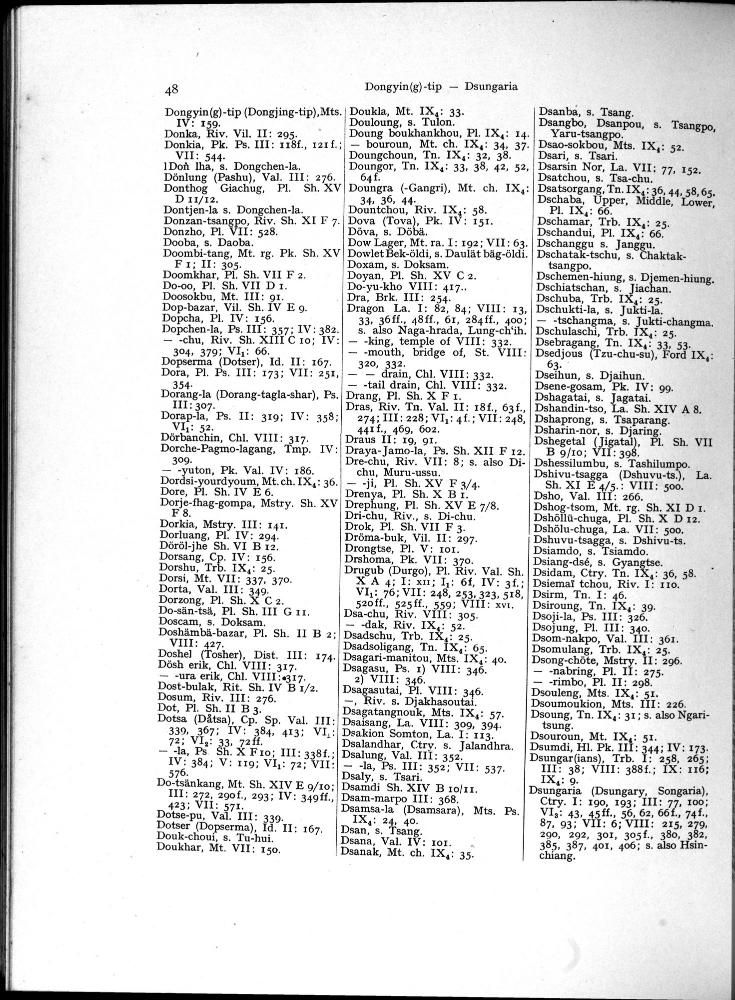 48
Dongyin(g)-tip — Dsungaria
Dongyin(g)-tip (Dongjing-tip), Mts.
IV: 159.
Donka, Riv. Vil. II: 295.
Donkia, Pk. Ps. III: 118f., 121f.;
VII: 544.
lDoṅ lha, s. Dongchen-la.
Dönlung (Pashu), Val. III: 276.
Donthog Giachug, Pl. Sh. XV
D 11/12.
Dontjen-la s. Dongchen-la.
Donzan-tsangpo, Riv. Sh. XI F 7.
Donzho, Pl. VII: 528.
Dooba, s. Daoba.
Doombi-tang, Mt. rg. Pk. Sh. XV
F 1; II: 305.
Doomkhar, Pl. Sh. VII F 2.
Do-oo, Pl. Sh. VII D 1.
Doosokbu, Mt. III: 91.
Dop-bazar, Vil. Sh. IV E 9.
Dopcha, Pl. IV: 156.
Dopchen-la, Ps. III: 357; IV: 382.
— -chu, Riv. Sh. XIII C 10; IV:
304, 379; VI₁: 66.
Dopserma (Dotser), Id. II: 167.
Dora, Pl. Ps. III: 173; VII: 251,
354.
Dorang-la (Dorang-tagla-shar), Ps.
III: 307.
Dorap-la, Ps. II: 319; IV: 358;
VI₁: 52.
Dörbanchin, Chl. VIII: 317.
Dorche-Pagmo-lagang, Tmp. IV:
309.
— -yuton, Pk. Val. IV: 186.
Dordsi-yourdyoum, Mt. ch. IX₄: 36.
Dore, Pl. Sh. IV E 6.
Dorje-fhag-gompa, Mstry. Sh. XV
F 8.
Dorkia, Mstry. III: 141.
Dorluang, Pl. IV: 294.
Döröl-jhe Sh. VI B 12.
Dorsang, Cp. IV: 156.
Dorshu, Trb. IX₄: 25.
Dorsi, Mt. VII: 337, 370.
Dorta, Val. III: 349.
Dorzong, Pl. Sh. X C 2.
Do-sän-tsä, Pl. Sh. III G 11.
Doscam, s. Doksam.
Doshämbä-bazar, Pl. Sh. II B 2;
VIII: 427.
Doshel (Tosher), Dist. III: 174.
Dösh erik, Chl. VIII: 317.
— -ura erik, Chl. VIII: 317.
Dost-bulak, Rit. Sh. IV B 1/2.
Dosum, Riv. III: 276.
Dot, Pl. Sh. II B 3.
Dotsa (Dåtsa), Cp. Sp. Val. III:
339, 367; IV: 384, 413; VI₁:
72; VI₂: 33, 72ff.
— -la, Ps Sh. X F 10; III: 338f.;
IV: 384; V: 119; VI₁: 72; VII:
576.
Do-tsänkang, Mt. Sh. XIV E 9/10;
III: 272, 290f., 293; IV: 349ff.,
423; VII: 571.
Dotse-pu, Val. III: 339.
Dotser (Dopserma), Id. II: 167.
Douk-choui, s. Tu-hui.
Doukhar, Mt. VII: 150.
Doukla, Mt. IX₄: 33.
Douloung, s. Tulon.
Doung boukhankhou, Pl. IX₄: 14.
— bouroun, Mt. ch. IX₄: 34, 37.
Doungchoun, Tn. IX₄: 32, 38.
Doungor, Tn. IX₄: 33, 38, 42, 52,
64f.
Doungra (-Gangri), Mt. ch. IX₄:
34, 36, 44.
Dountchou, Riv. IX₄: 58.
Dova (Tova), Pk. IV: 151.
Döva, s. Döbä.
Dow Lager, Mt. ra. I: 192; VII: 63.
Dowlet Bek-öldi, s. Daulät bäg-öldi.
Doxam, s. Doksam.
Doyan, Pl. Sh. XV C 2.
Do-yu-kho VIII: 417..
Dra, Brk. III: 254.
Dragon La. I: 82, 84; VIII: 13,
33, 36ff., 48ff., 61, 284ff., 400;
s. also Naga-hrada, Lung-ch'ih.
— -king, temple of VIII: 332.
— -mouth, bridge of, St. VIII:
320, 332.
— — drain, Chl. VIII: 332.
— -tail drain, Chl. VIII: 332.
Drang, Pl. Sh. X F 1.
Dras, Riv. Tn. Val. II: 18f., 63f.,
274; III: 228; VI₁: 4f.; VII: 248,
441f., 469, 602.
Draus II: 19, 91.
Draya-Jamo-la, Ps. Sh. XII F 12.
Dre-chu, Riv. VII: 8; s. also Di-
chu, Muru-ussu.
— -ji, Pl. Sh. XV F 3/4.
Drenya, Pl. Sh. X B 1.
Drephung, Pl. Sh. XV E 7/8.
Dri-chu, Riv., s. Di-chu.
Drok, Pl. Sh. VII F 3.
Dröma-buk, Vil. II: 297.
Drongtse, Pl. V: 101.
Drshoma, Pk. VII: 370.
Drugub (Durgo), Pl. Riv. Val. Sh.
X A 4; I: XII; I₁: 6f, IV: 3f.;
VI₁: 76; VII: 248, 253, 323, 518,
520ff., 525ff., 559; VIII: XVI.
Dsa-chu, Riv. VIII: 305.
— -dak, Riv. IX₄: 52.
Dsadschu, Trb. IX₄: 25.
Dsadsoligang, Tn. IX₄: 65.
Dsagari-manitou, Mts. IX₄: 40.
Dsagasu, Ps. 1) VIII: 346.
2) VIII: 346.
Dsagasutai, Pl. VIII: 346.
—, Riv. s. Djakhasoutai.
Dsagatangnouk, Mts. IX₄: 57.
Dsaisang, La. VIII: 309, 394.
Dsakion Somton, La. I: 113.
Dsalandhar, Ctry. s. Jalandhra.
Dsalung, Val. III: 352.
— -la, Ps. III: 352; VII: 537.
Dsaly, s. Tsari.
Dsamdi Sh. XIV B 10/11.
Dsam-marpo III: 368.
Dsamsa-la (Dsamsara), Mts. Ps.
IX₄: 24, 40.
Dsan, s. Tsang.
Dsana, Val. IV: 101.
Dsanak, Mt. ch. IX₄: 35.
Dsanba, s. Tsang.
Dsangbo, Dsanpou, s. Tsangpo,
Yaru-tsangpo.
Dsao-sokbou, Mts. IX₄: 52.
Dsari, s. Tsari.
Dsarsin Nor, La. VII: 77, 152.
Dsatchou, s. Tsa-chu.
Dsatsorgang, Tn. IX₄: 36, 44, 58, 65.
Dschaba, Upper, Middle, Lower,
Pl. IX₄: 66.
Dschamar, Trb. IX₄: 25.
Dschandui, Pl. IX₄: 66.
Dschanggu s. Janggu.
Dschatak-tschu, s. Chaktak-
tsangpo.
Dschemen-hiung, s. Djemen-hiung.
Dschiatschan, s. Jiachan.
Dschuba, Trb. IX₄: 25.
Dschukti-la, s. Jukti-la.
— -tschangma, s. Jukti-changma.
Dschulaschi, Trb. IX₄: 25.
Dsebragang, Tn. IX₄: 33, 53.
Dsedjous (Tzu-chu-su), Ford IX₄:
63.
Dseihun, s. Djaihun.
Dsene-gosam, Pk. IV: 99.
Dshagatai, s. Jagatai.
Dshandin-tso, La. Sh. XIV A 8.
Dshaprong, s. Tsaparang.
Dsharin-nor, s. Djaring.
Dshegetal (Jigatal), Pl. Sh. VII
B 9/10; VII: 398.
Dshessilumbu, s. Tashilumpo.
Dshivu-tsagga (Dshuvu-ts.), La.
Sh. XI E 4/5.: VIII: 500.
Dsho, Val. III: 266.
Dshog-tsom, Mt. rg. Sh. XI D 1.
Dshöllü-chuga, Pl. Sh. X D 12.
Dshölu-chuga, La. VII: 500.
Dshuvu-tsagga, s. Dshivu-ts.
Dsiamdo, s. Tsiamdo.
Dsiang-dsé, s. Gyangtse.
Dsidam, Ctry. Tn. IX₄: 36, 58.
Dsiemaï tchou, Riv. I: 110.
Dsirm, Tn. I: 46.
Dsiroung, Tn. IX₄: 39.
Dsoji-la, Ps. III: 326.
Dsojung, Pl. III: 340.
Dsom-nakpo, Val. III: 361.
Dsomulang, Trb. IX₄: 25.
Dsong-chöte, Mstry. II: 296.
— -nabring, Pl. II: 275.
— -rimbo, Pl. II: 298.
Dsouleng, Mts. IX₄: 51.
Dsoumoukion, Mts. III: 226.
Dsoung, Tn. IX₄: 31; s. also Ngari-
tsung.
Dsouroun, Mt. IX₄: 51.
Dsumdi, Hl. Pk. III: 344; IV: 173.
Dsungar(ians), Trb. I: 258, 265;
III: 38; VIII: 388f.; IX: 116;
IX₄: 9.
Dsungaria (Dsungary, Songaria),
Ctry. I: 190, 193; III: 77, 100;
VI₃: 43, 45ff., 56, 62, 66f., 74f.,
87, 93; VII: 6; VIII: 215, 279,
290, 292, 301, 305f., 380, 382,
385, 387, 401, 406; s. also Hsin-
chiang.